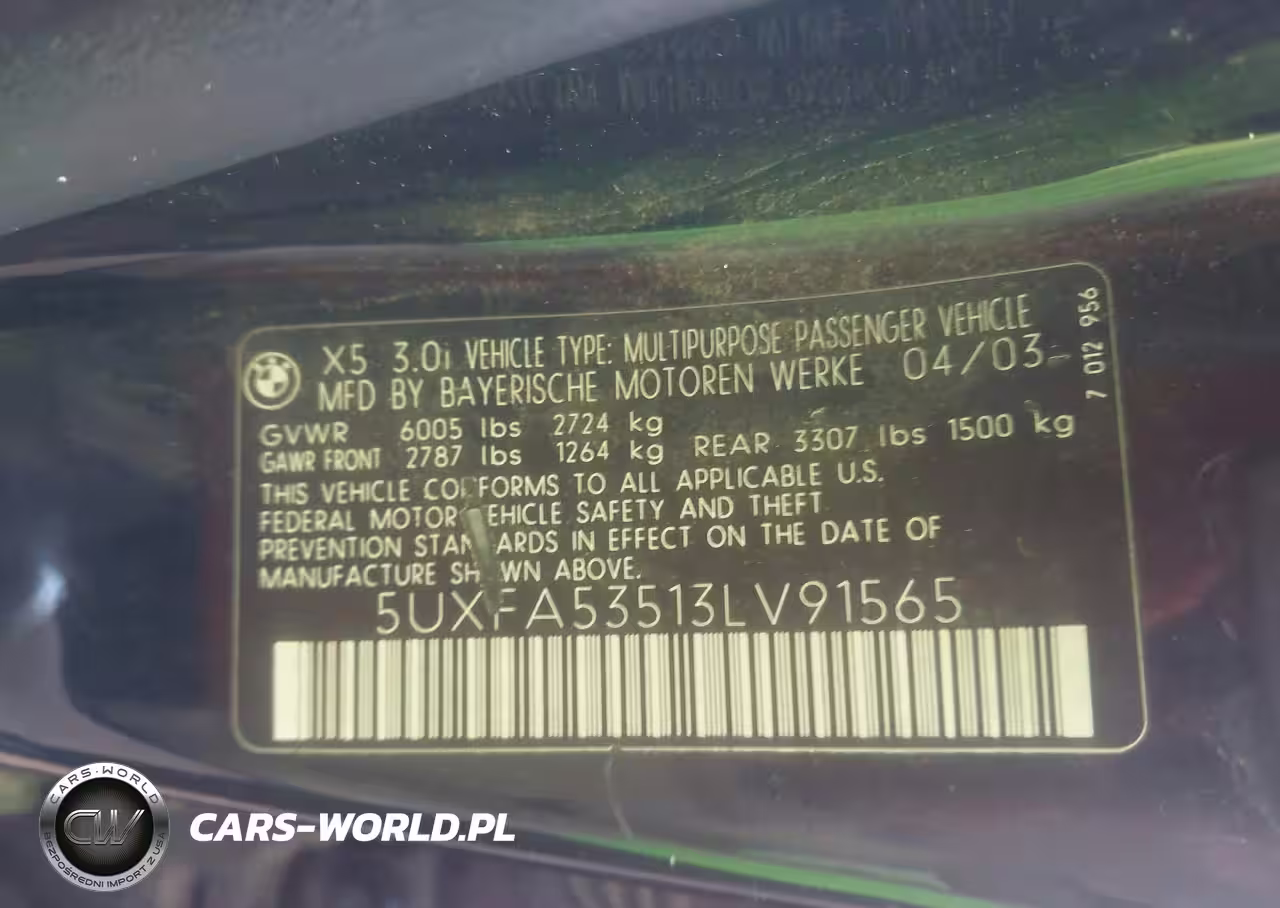 X5 3.0i VEHICLE TYPE: MULTIPURPOSE PASSENGER VEHICLE
MFD BY BAYERISCHE MOTOREN WERKE 04/03
7 012 956
GVWR 6005 lbs 2724 kg
GAWR FRONT 2787 lbs 1264 kg REAR 3307 lbs 1500 kg
THIS VEHICLE CONFORMS TO ALL APPLICABLE U.S.
FEDERAL MOTOR VEHICLE SAFETY AND THEFT
PREVENTION STANDARDS IN EFFECT ON THE DATE OF
MANUFACTURE SHOWN ABOVE.
5UXFA53513LV91565
CARS-WORLD
CW
BEZPOŚREDNI IMPORT Z USA
CARS-WORLD.PL